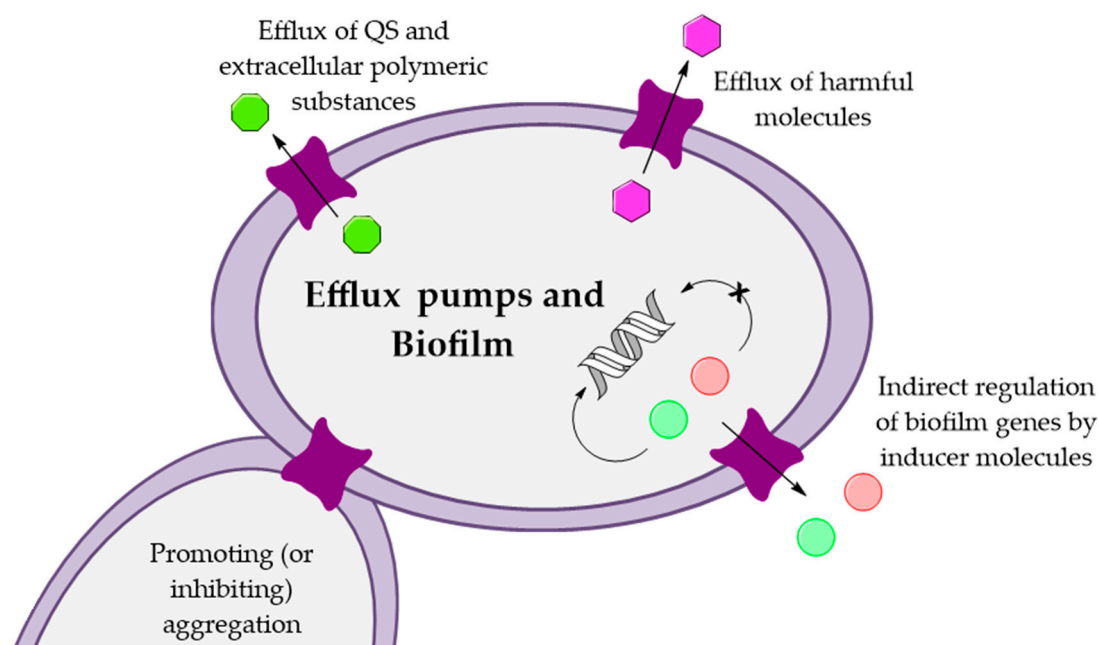 Efflux of QS and
extracellular polymeric
substances
Efflux of harmful
molecules
Efflux pumps and
Biofilm
Indirect regulation
of biofilm genes by
inducer molecules
Promoting (or
inhibiting)
aggregation